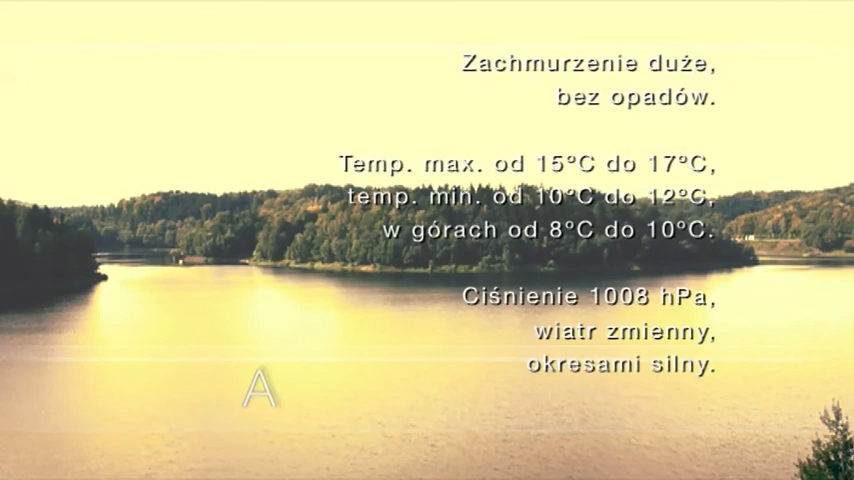 Zachmurzenie duże,
bez opadów.
Temp. max. od 15°C do 17°C,
temp. min. od 10°C do 12°C,
w górach od 8°C do 10°C.
Ciśnienie 1008 hPa,
wiatr zmienny,
okresami silny.
A